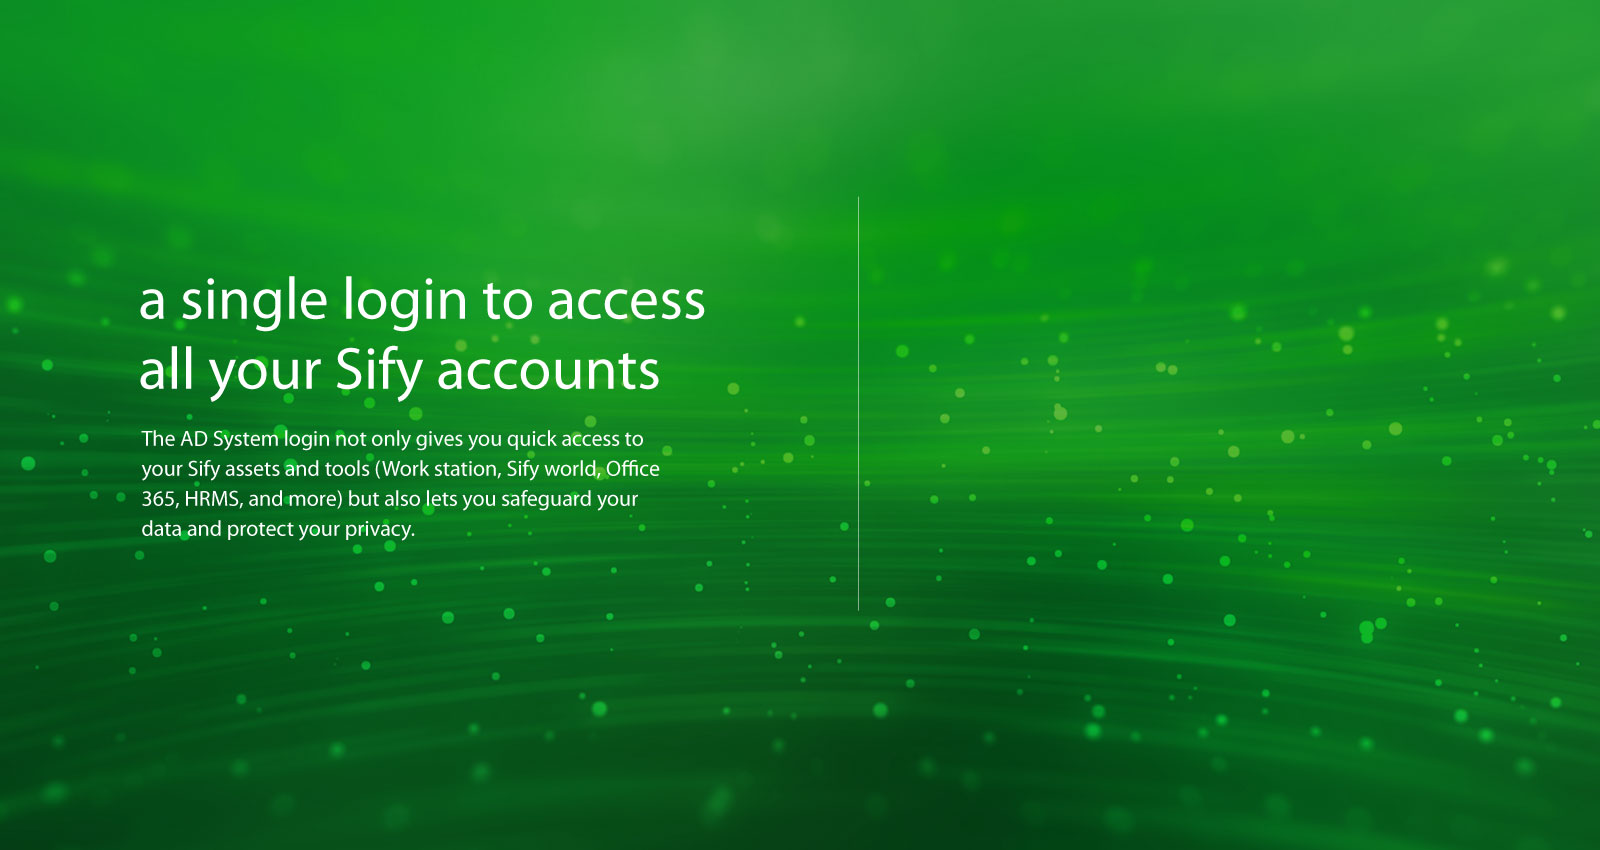 a single login to access
all your Sify accounts
The AD System login not only gives you quick access to
your Sify assets and tools (Work station, Sify world, Office
365, HRMS, and more) but also lets you safeguard your
data and protect your privacy.